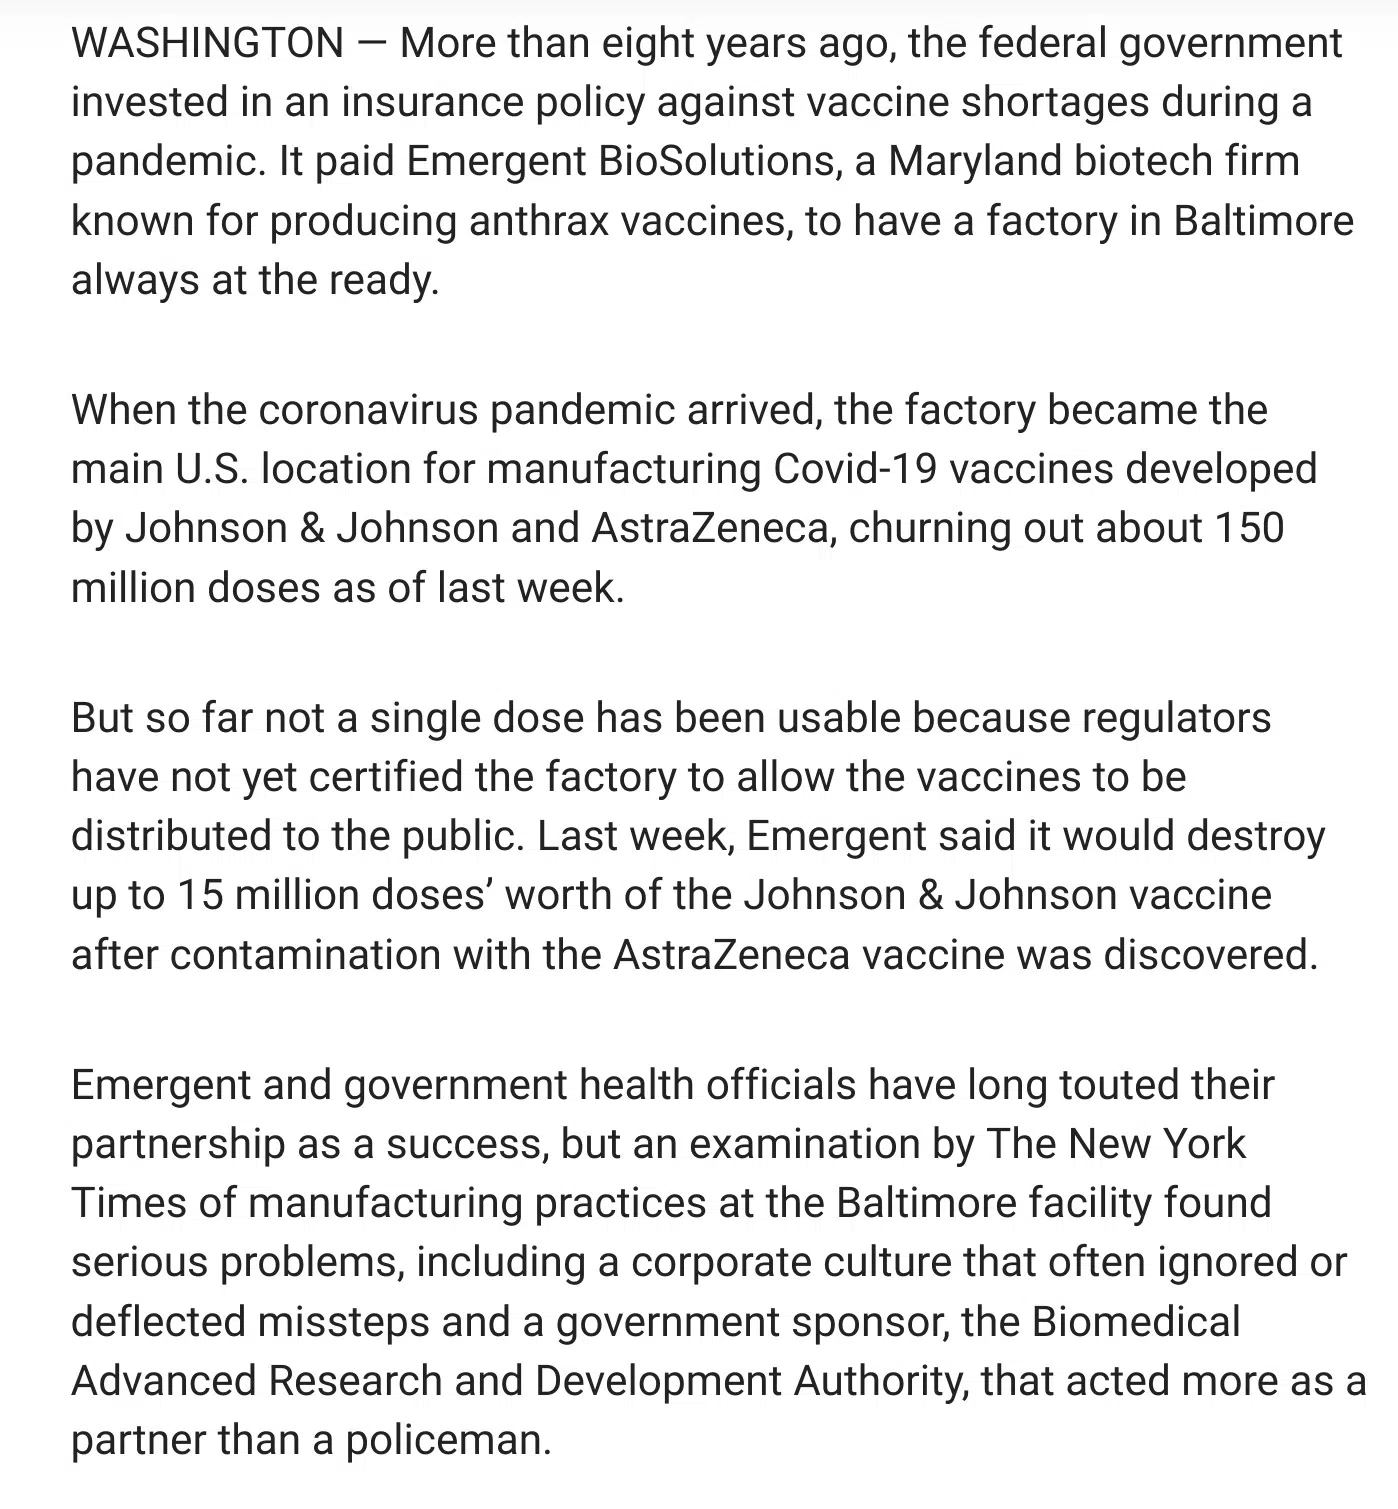 WASHINGTON — More than eight years ago, the federal government
invested in an insurance policy against vaccine shortages during a
pandemic. It paid Emergent BioSolutions, a Maryland biotech firm
known for producing anthrax vaccines, to have a factory in Baltimore
always at the ready.
When the coronavirus pandemic arrived, the factory became the
main U.S. location for manufacturing Covid-19 vaccines developed
by Johnson & Johnson and AstraZeneca, churning out about 150
million doses as of last week.
But so far not a single dose has been usable because regulators
have not yet certified the factory to allow the vaccines to be
distributed to the public. Last week, Emergent said it would destroy
up to 15 million doses’ worth of the Johnson & Johnson vaccine
after contamination with the AstraZeneca vaccine was discovered.
Emergent and government health officials have long touted their
partnership as a success, but an examination by The New York
Times of manufacturing practices at the Baltimore facility found
serious problems, including a corporate culture that often ignored or
deflected missteps and a government sponsor, the Biomedical
Advanced Research and Development Authority, that acted more as a
partner than a policeman.